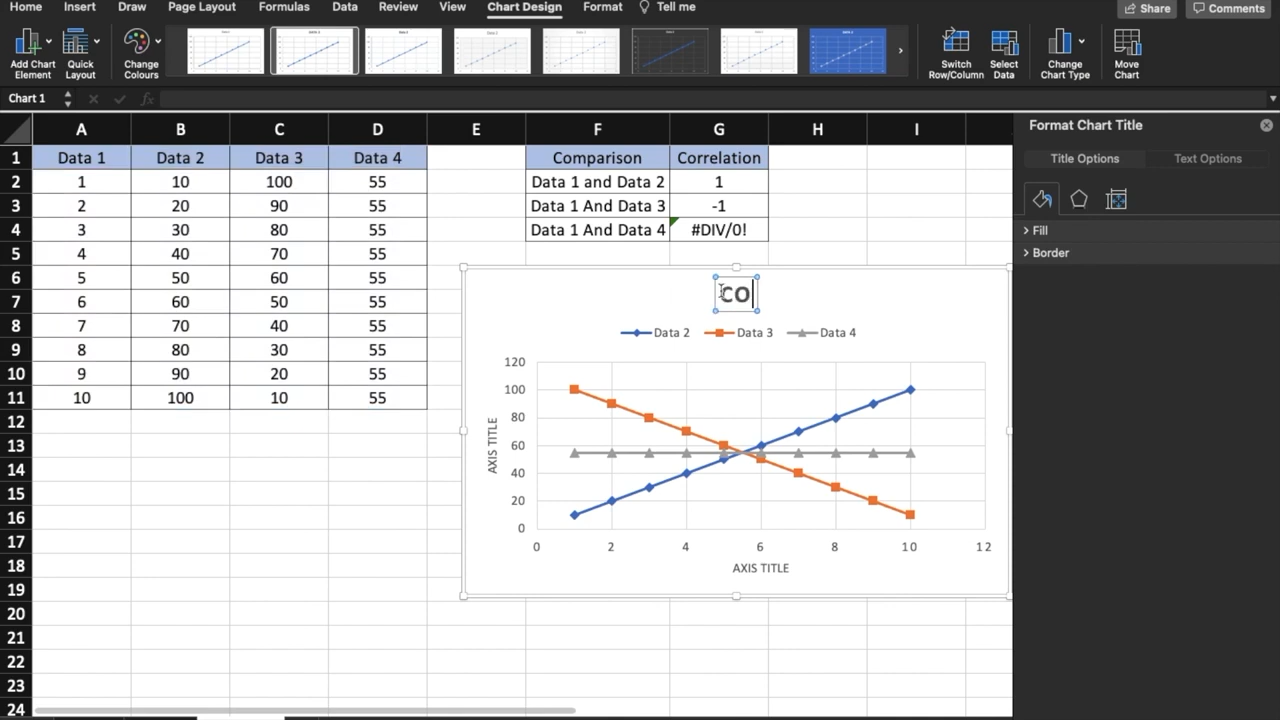 Home Insert Draw Page Layout Formulas Data Review View Chart Design Format Tell me Share Comments
Add Chart Element Quick Layout Change Colours Switch Row/Column Select Data Change Chart Type Move Chart
Chart 1 fx
A B C D E F G H I
1 Data 1 Data 2 Data 3 Data 4 Comparison Correlation
2 1 10 100 55 Data 1 and Data 2 1
3 2 20 90 55 Data 1 And Data 3 -1
4 3 30 80 55 Data 1 And Data 4 #DIV/0!
5 4 40 70 55
6 5 50 60 55
7 6 60 50 55
8 7 70 40 55
9 8 80 30 55
10 9 90 20 55
11 10 100 10 55
12
13
14
15
16
17
18
19
20
21
22
23
24
CO
Data 2 Data 3 Data 4
120
100
80
60
40
20
0
AXIS TITLE
0 2 4 6 8 10 12
AXIS TITLE
Format Chart Title
Title Options Text Options
Fill
Border